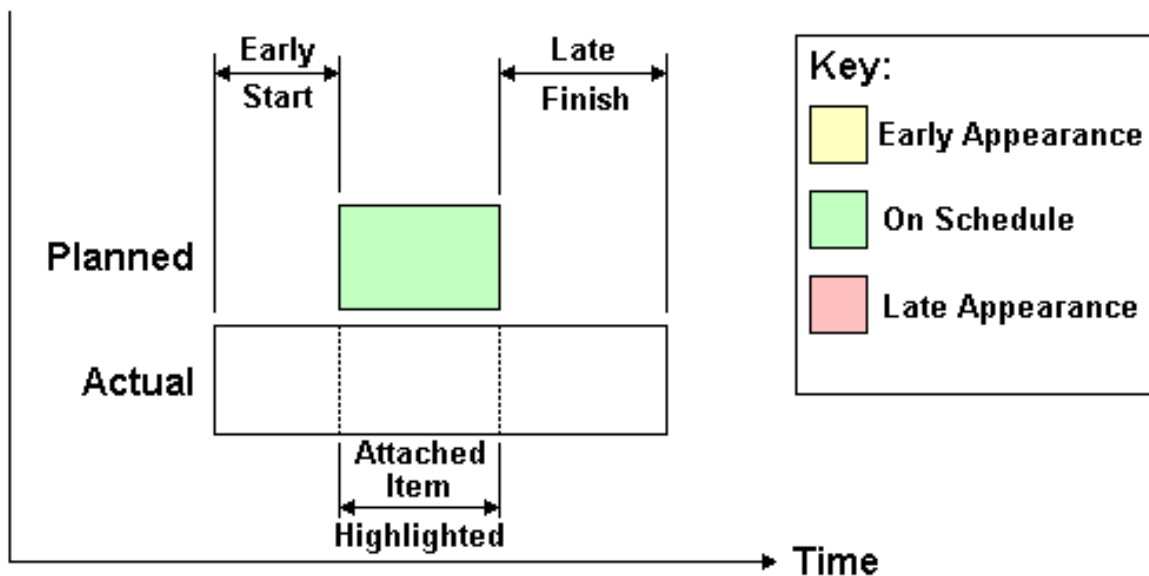 Early
Start
Late
Finish
Planned
Actual
Attached
Item
Highlighted
Time
Key:
Early Appearance
On Schedule
Late Appearance